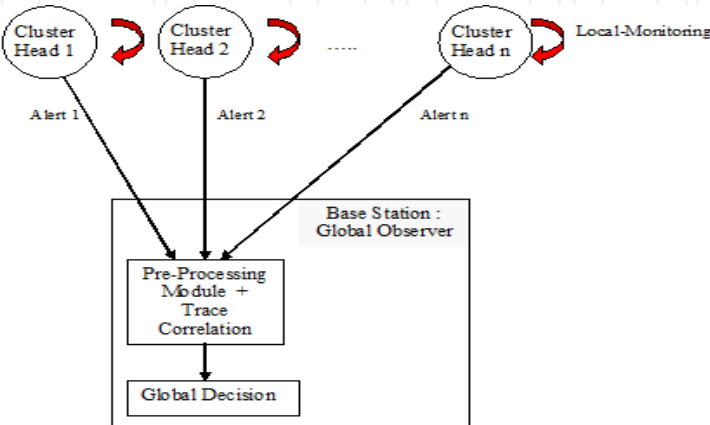 Cluster
Head 1
Cluster
Head 2
.....
Cluster
Head n
Local-Monitoring
Alert 1
Alert 2
Alert n
Base Station :
Global Observer
Pre-Processing
Module +
Trace
Correlation
Global Decision